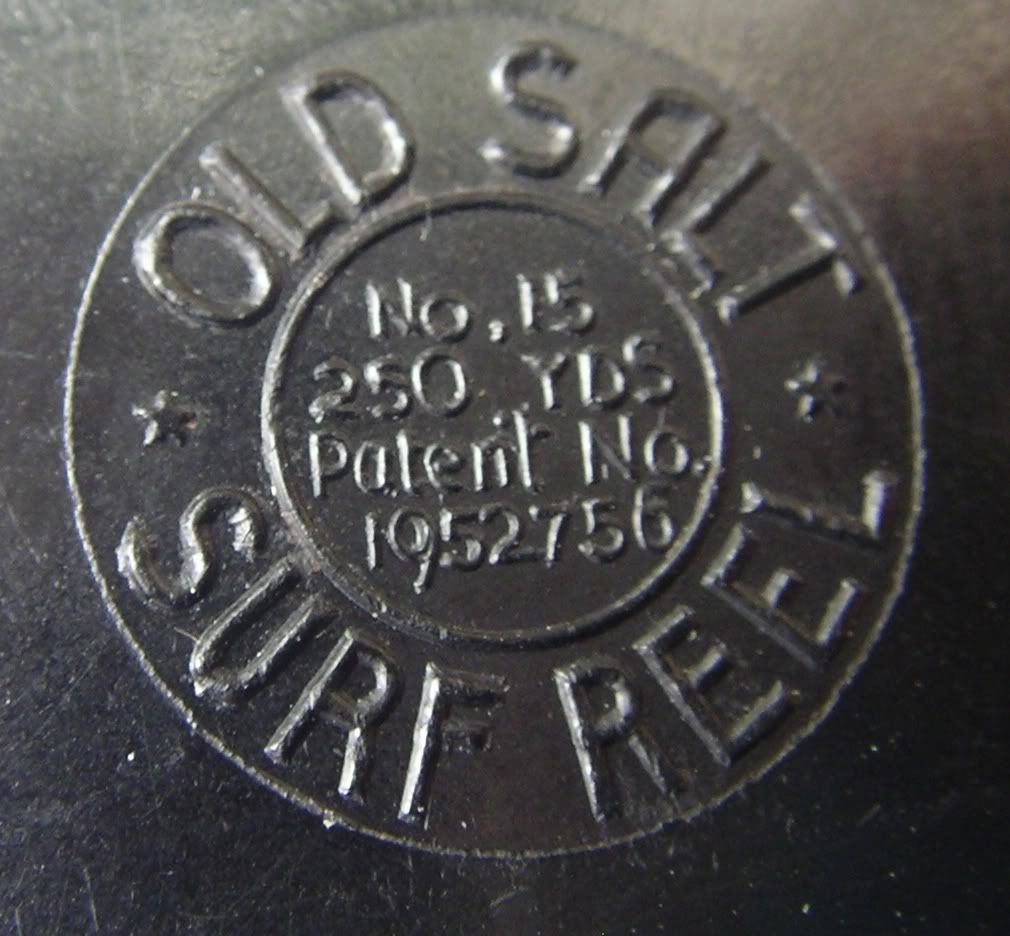 OLD SALT
No. 15
250 YDS
Patent No.
1952756
SURF REEL